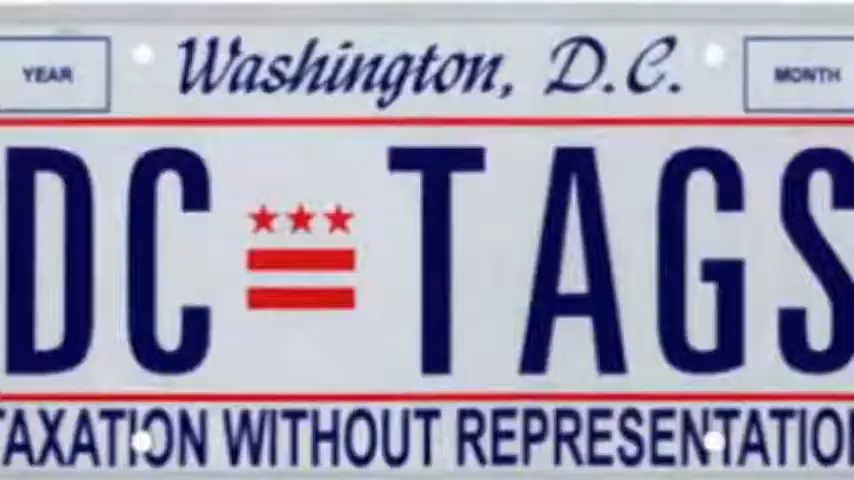 YEAR Washington, D.C. MONTH
DC TAGS
TAXATION WITHOUT REPRESENTATION